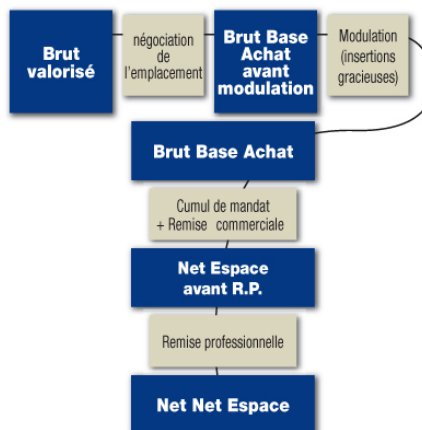 Brut
valorisé
négociation
de
l'emplacement
Brut Base
Achat
avant
modulation
Modulation
(insertions
gracieuses)
Brut Base Achat
Cumul de mandat
+ Remise commerciale
Net Espace
avant R.P.
Remise professionnelle
Net Net Espace